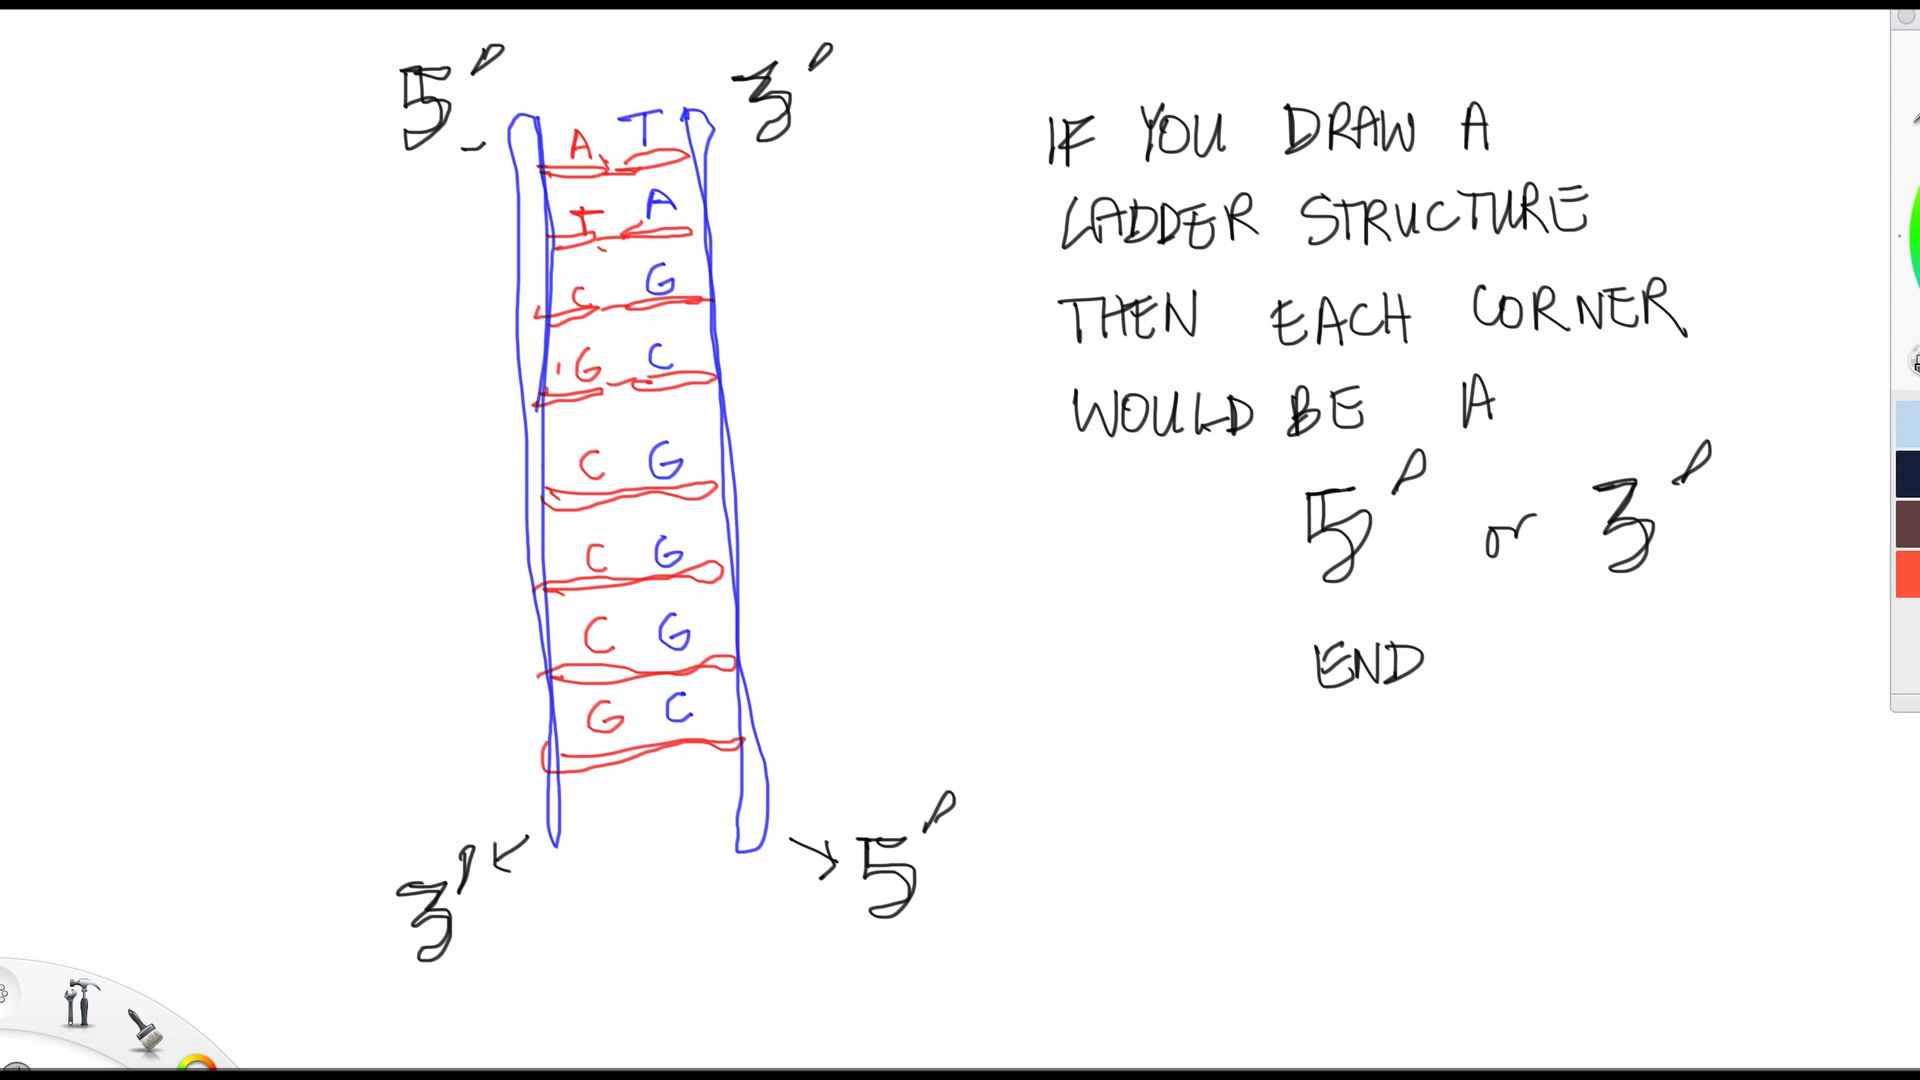 5' 3'
A T
T A
C G
G C
C G
C G
C G
G C
3' 5'
IF YOU DRAW A
LADDER STRUCTURE
THEN EACH CORNER
WOULD BE A
5' or 3'
END